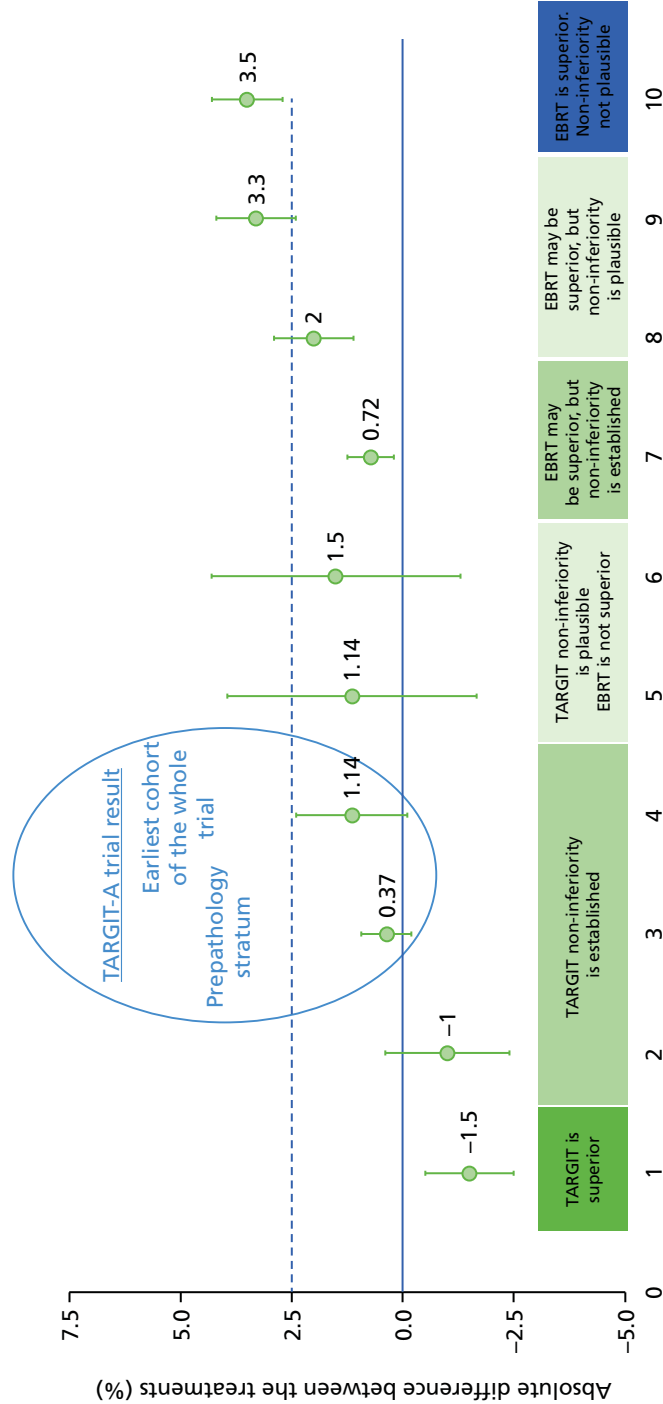 Absolute difference between the treatments (%)
7.5
5.0
2.5
0.0
−2.5
−5.0
TARGIT-A trial result
Earliest cohort
of the whole
trial
Prepathology
stratum
−1.5
−1
0.37
1.14
1.14
1.5
0.72
2
3.3
3.5
TARGIT is
superior
TARGIT non-inferiority
is established
TARGIT non-inferiority
is plausible
EBRT is not superior
EBRT may
be superior, but
non-inferiority
is established
EBRT may be
superior, but
non-inferiority
is plausible
EBRT is superior.
Non-inferiority
not plausible
0
1
2
3
4
5
6
7
8
9
10